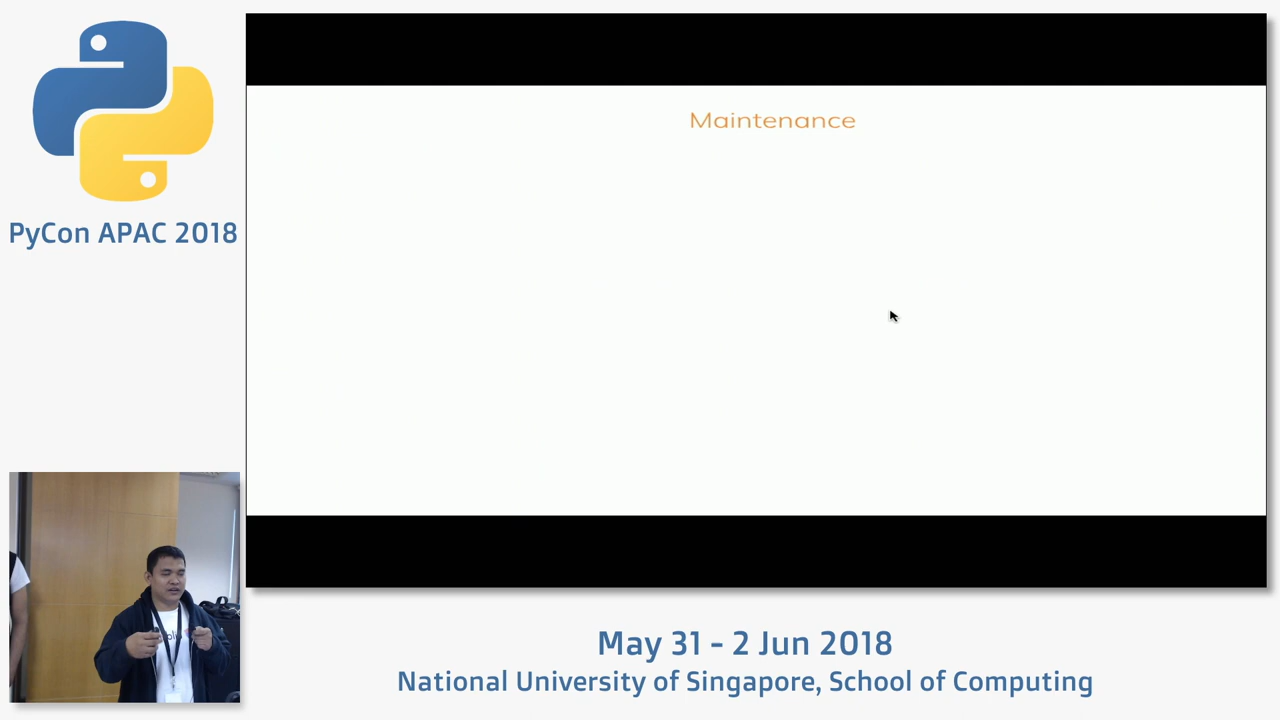 PyCon APAC 2018
Maintenance
May 31 - 2 Jun 2018
National University of Singapore, School of Computing